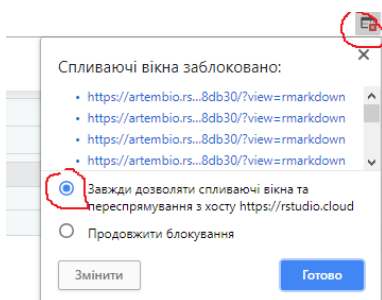 Спливаючі вікна заблоковано:
https://artembio.rs...8db30/?view=rmarkdown
https://artembio.rs...8db30/?view=rmarkdown
https://artembio.rs...8db30/?view=rmarkdown
https://artembio.rs...8db30/?view=rmarkdown
Завжди дозволяти спливаючі вікна та
переспрямування з хосту https://rstudio.cloud
Продовжити блокування
Змінити
Готово